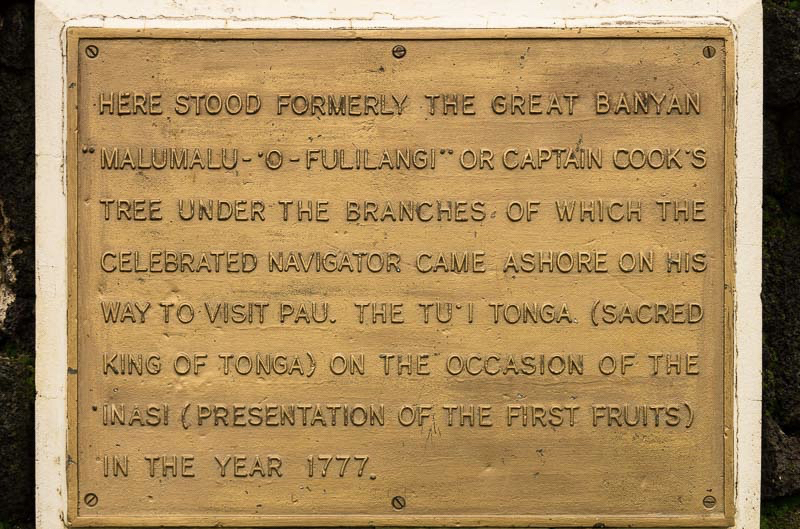 HERE STOOD FORMERLY THE GREAT BANYAN
"MALUMALU-'O-FULILANGI" OR CAPTAIN COOK'S
TREE UNDER THE BRANCHES OF WHICH THE
CELEBRATED NAVIGATOR CAME ASHORE ON HIS
WAY TO VISIT PAU. THE TU'I TONGA. (SACRED
KING OF TONGA) ON THE OCCASION OF THE
'INASI (PRESENTATION OF THE FIRST FRUITS)
IN THE YEAR 1777.